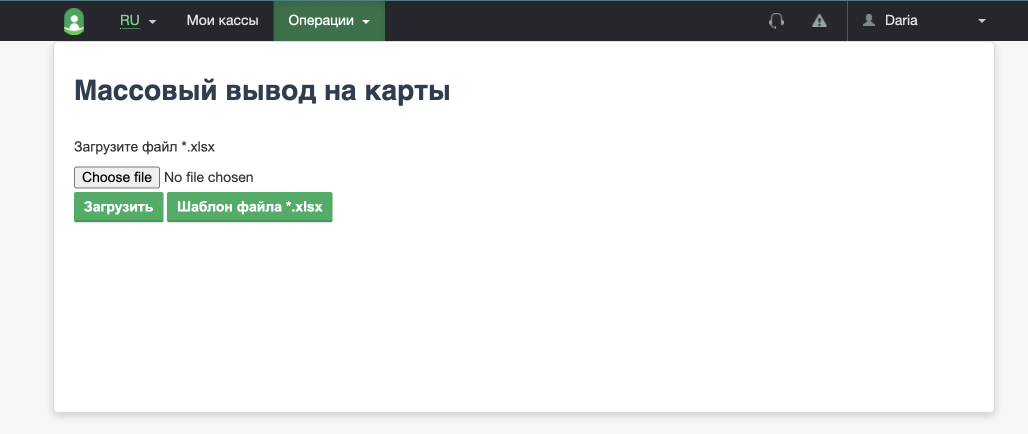 RU Мои кассы Операции Daria
Массовый вывод на карты
Загрузите файл *.xlsx
Choose file No file chosen
Загрузить Шаблон файла *.xlsx